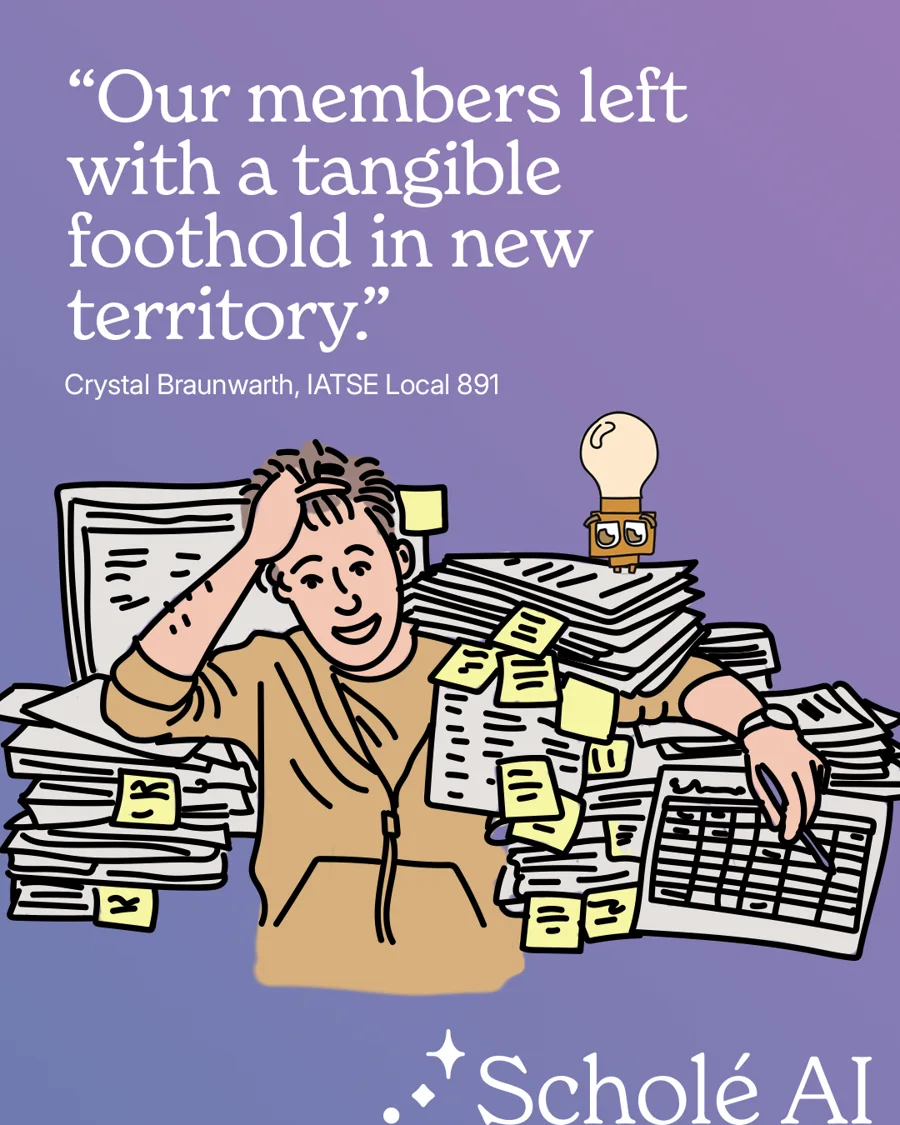 “Our members left
with a tangible
foothold in new
territory.”
Crystal Braunwarth, IATSE Local 891
Scholé AI